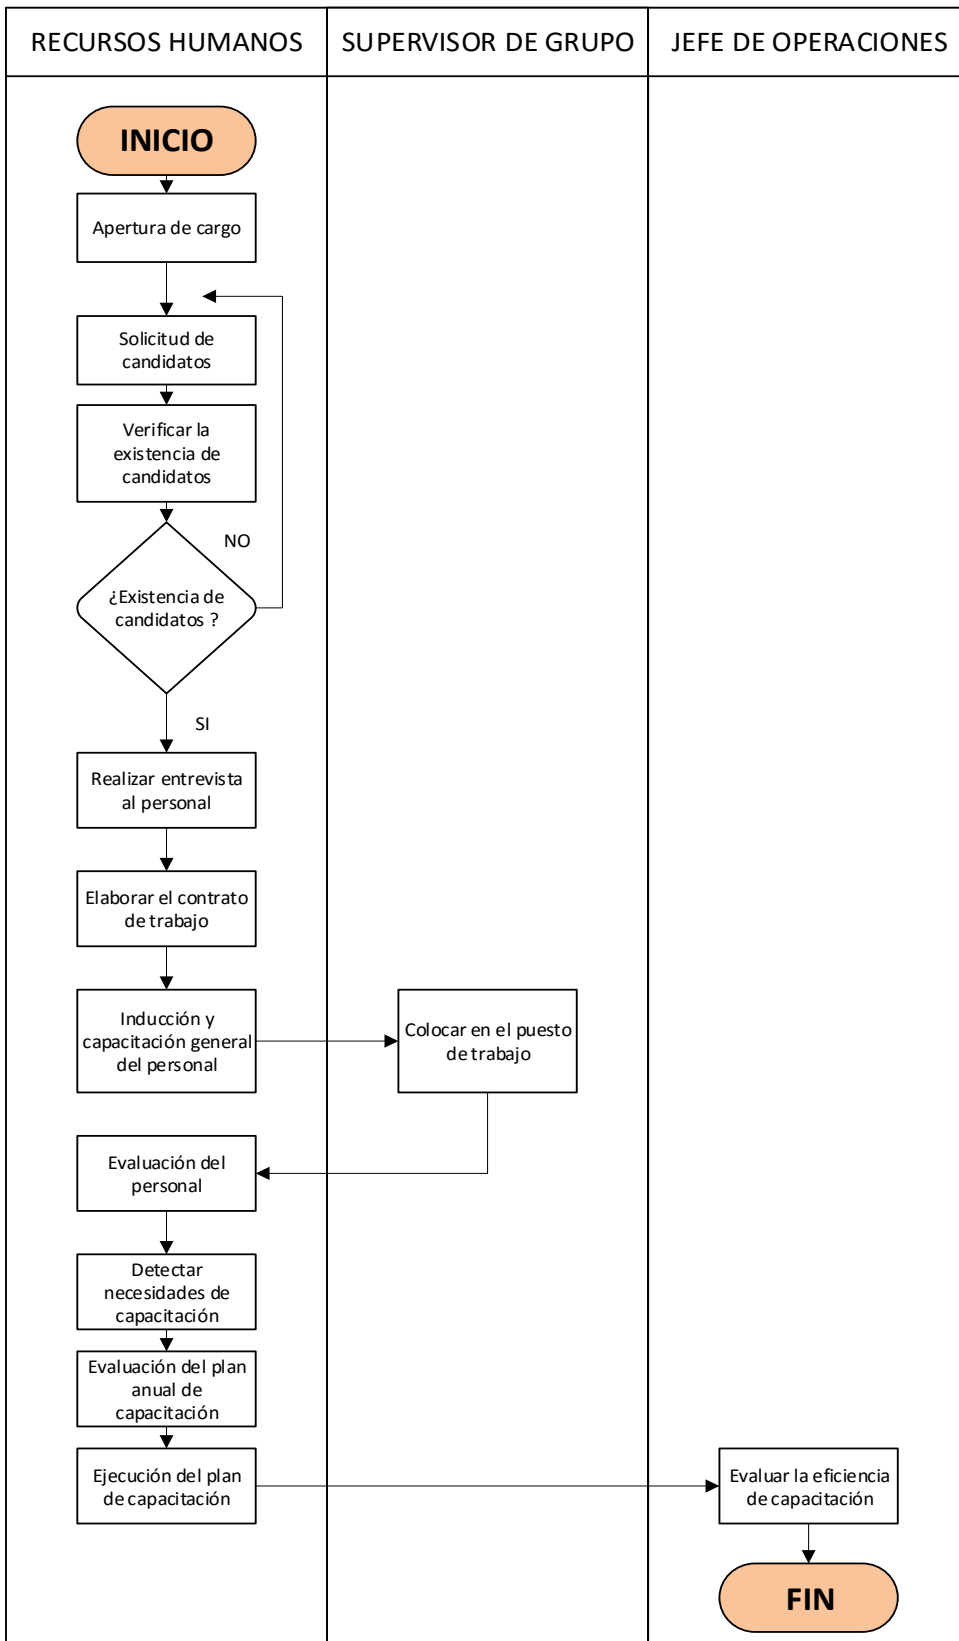 RECURSOS HUMANOS
SUPERVISOR DE GRUPO
JEFE DE OPERACIONES
INICIO
Apertura de cargo
Solicitud de
candidatos
Verificar la
existencia de
candidatos
NO
¿Existencia de
candidatos ?
SI
Realizar entrevista
al personal
Elaborar el contrato
de trabajo
Inducción y
capacitación general
del personal
Colocar en el puesto
de trabajo
Evaluación del
personal
Detectar
necesidades de
capacitación
Evaluación del plan
anual de
capacitación
Ejecución del plan
de capacitación
Evaluar la eficiencia
de capacitación
FIN